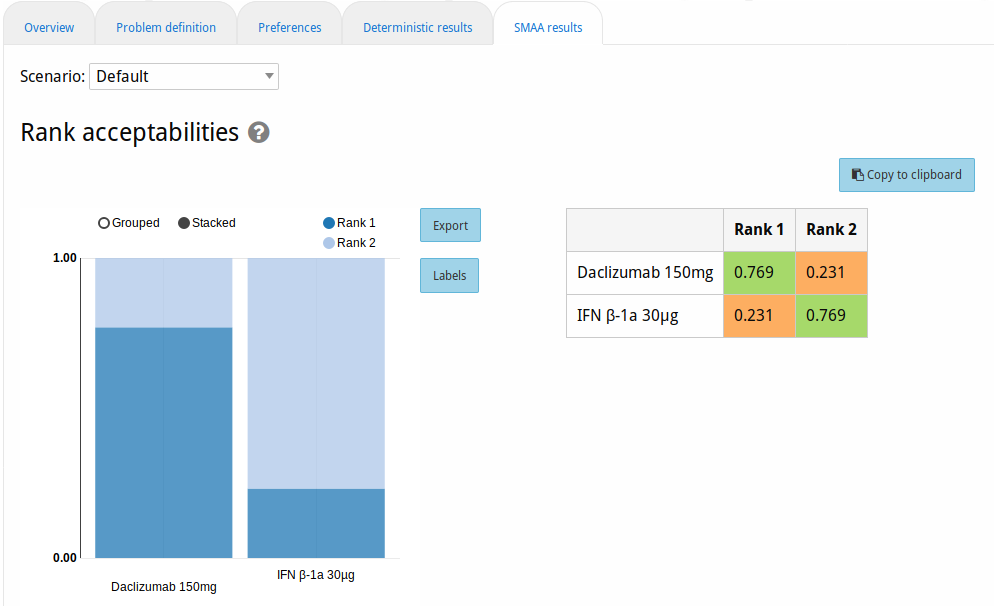 Overview Problem definition Preferences Deterministic results SMAA results
Scenario: Default
Rank acceptabilities ?
Copy to clipboard
Grouped Stacked Rank 1
Rank 2
Export
Labels
1.00
0.00
Daclizumab 150mg
IFN β-1a 30µg
Rank 1 Rank 2
Daclizumab 150mg 0.769 0.231
IFN β-1a 30µg 0.231 0.769